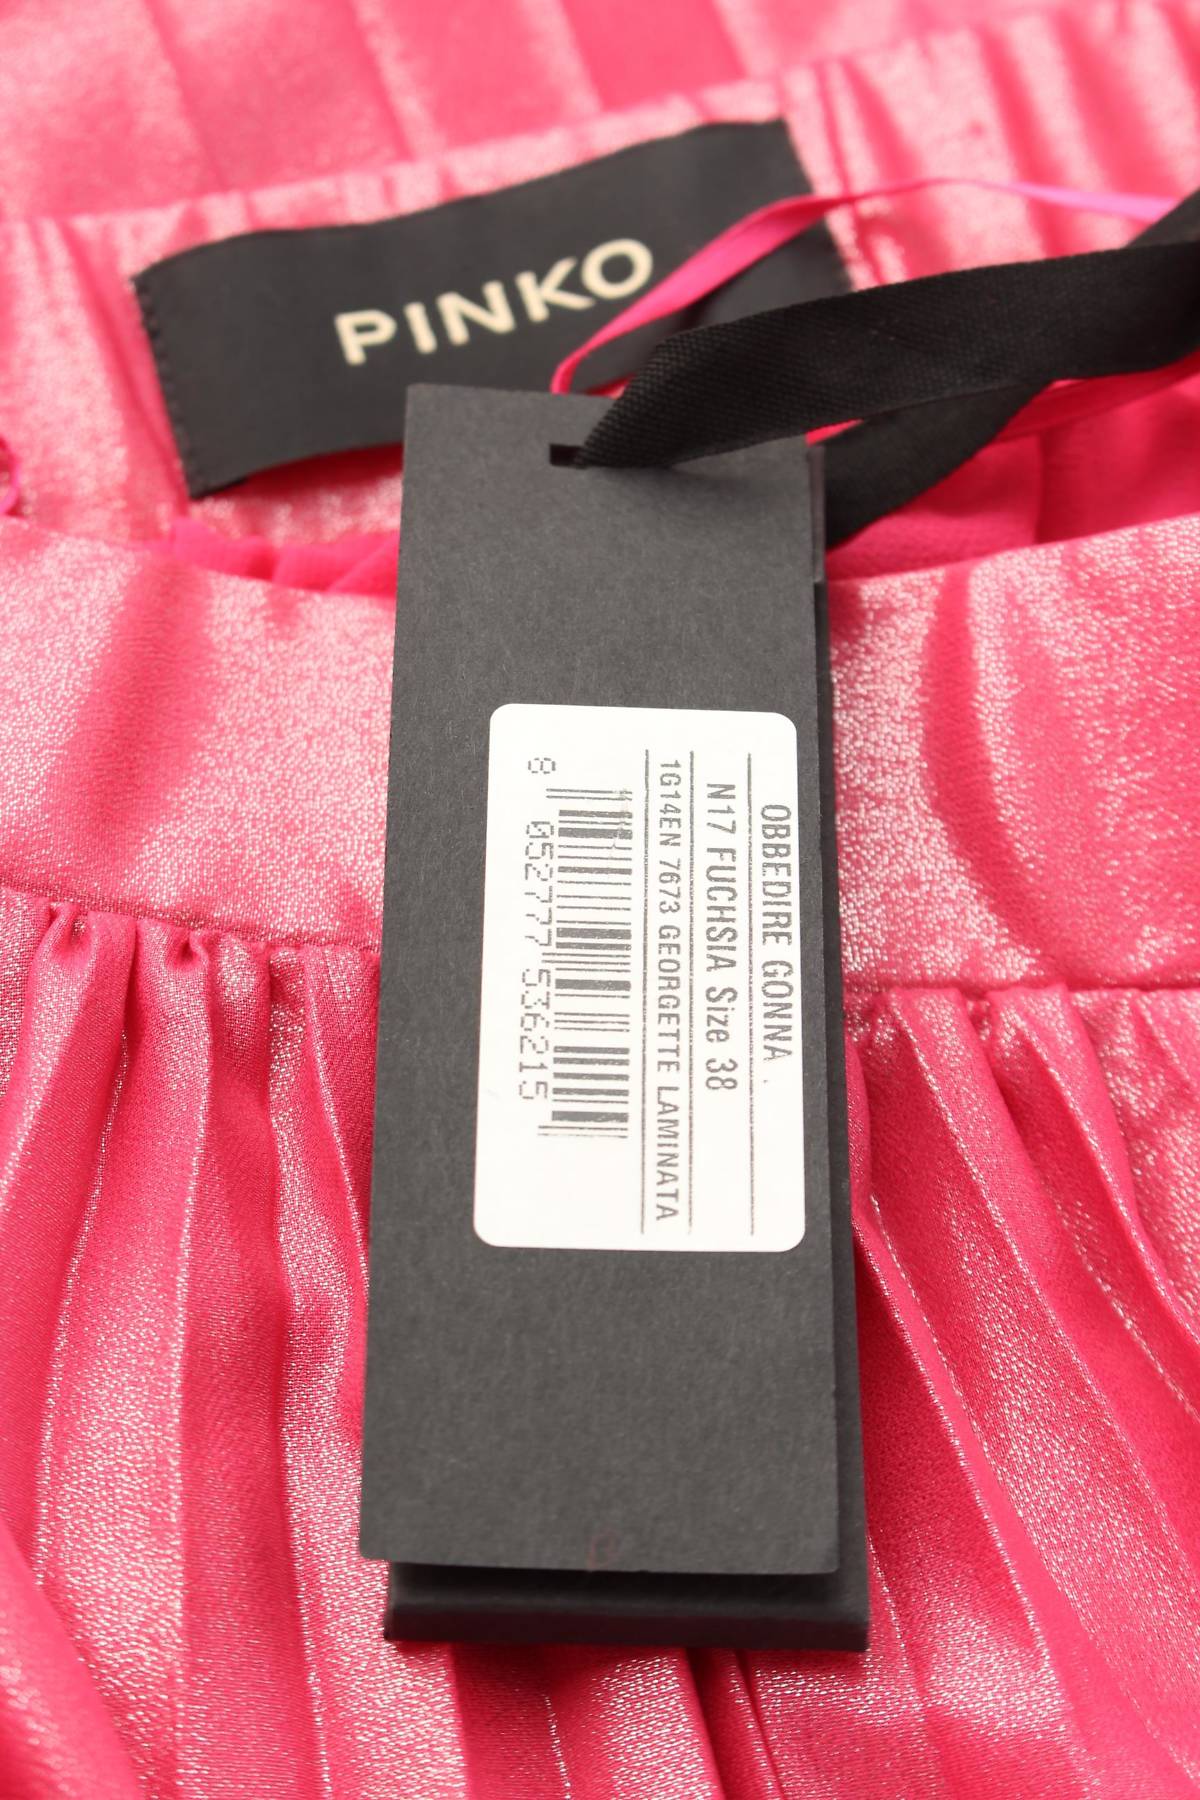 PINKO
OBBEDIRE GONNA
N17 FUCHSIA Size 38
1G14EN 7673 GEORGETTE LAMINATA
8 052777 536215